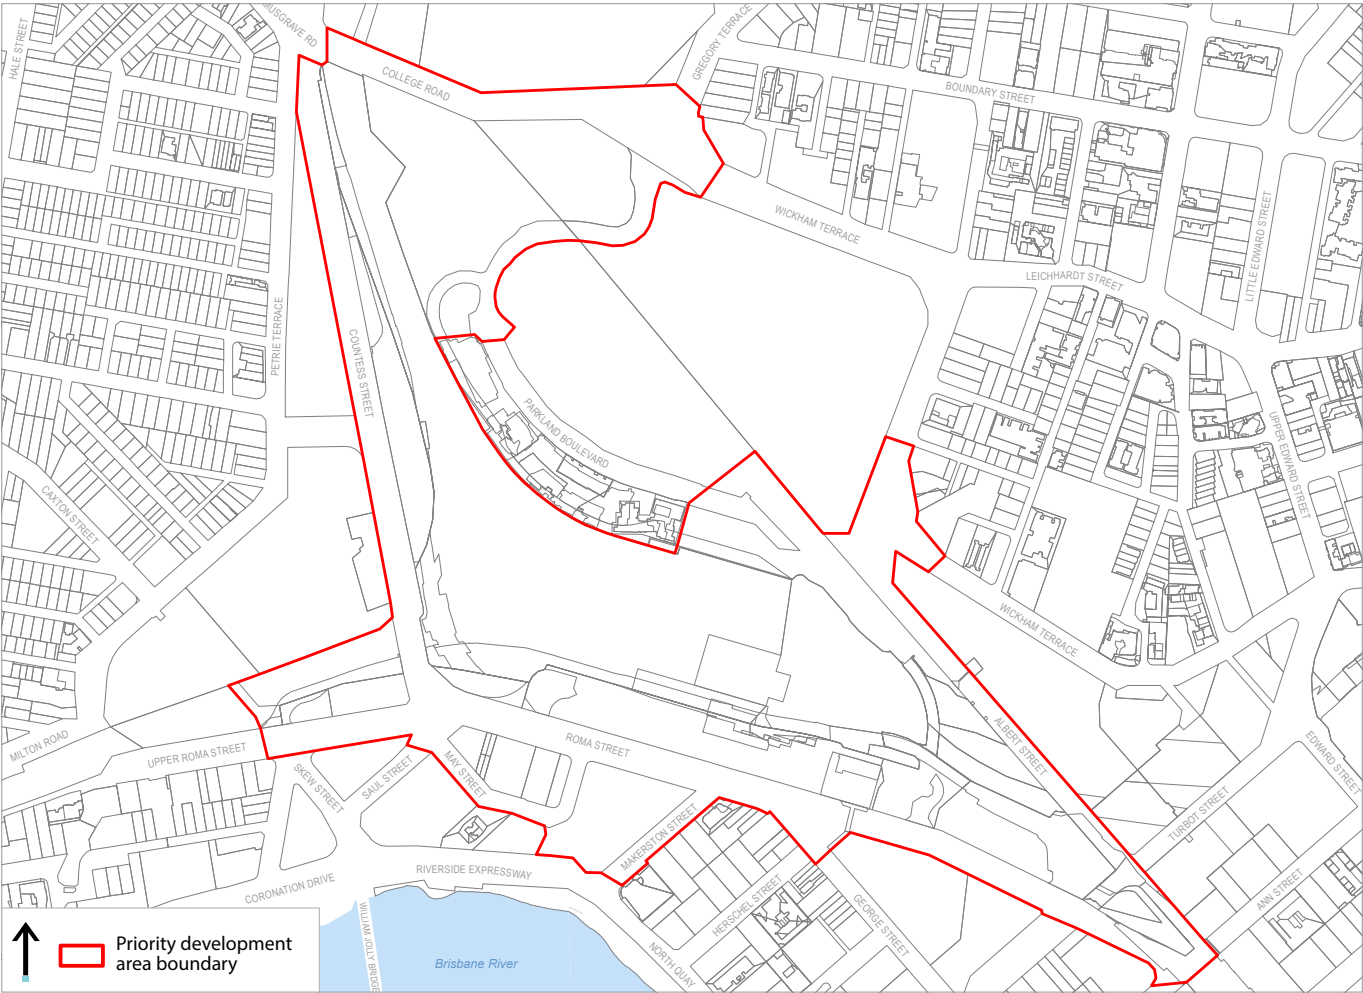 HALE STREET
MUSGRAVE RD
COLLEGE ROAD
GREGORY TERRACE
BOUNDARY STREET
WICKHAM TERRACE
LEICHHARDT STREET
LITTLE EDWARD STREET
PETRIE TERRACE
COUNTESS STREET
PARKLAND BOULEVARD
UPPER EDWARD STREET
CAXTON STREET
WICKHAM TERRACE
MILTON ROAD
UPPER ROMA STREET
SKEW STREET
SAUL STREET
MAY STREET
ROMA STREET
ALBERT STREET
EDWARD STREET
TURBOT STREET
MAKERSTON STREET
RIVERSIDE EXPRESSWAY
CORONATION DRIVE
WILLIAM JOLLY BRIDGE
HERSCHEL STREET
GEORGE STREET
ANN STREET
NORTH QUAY
Brisbane River
Priority development
area boundary